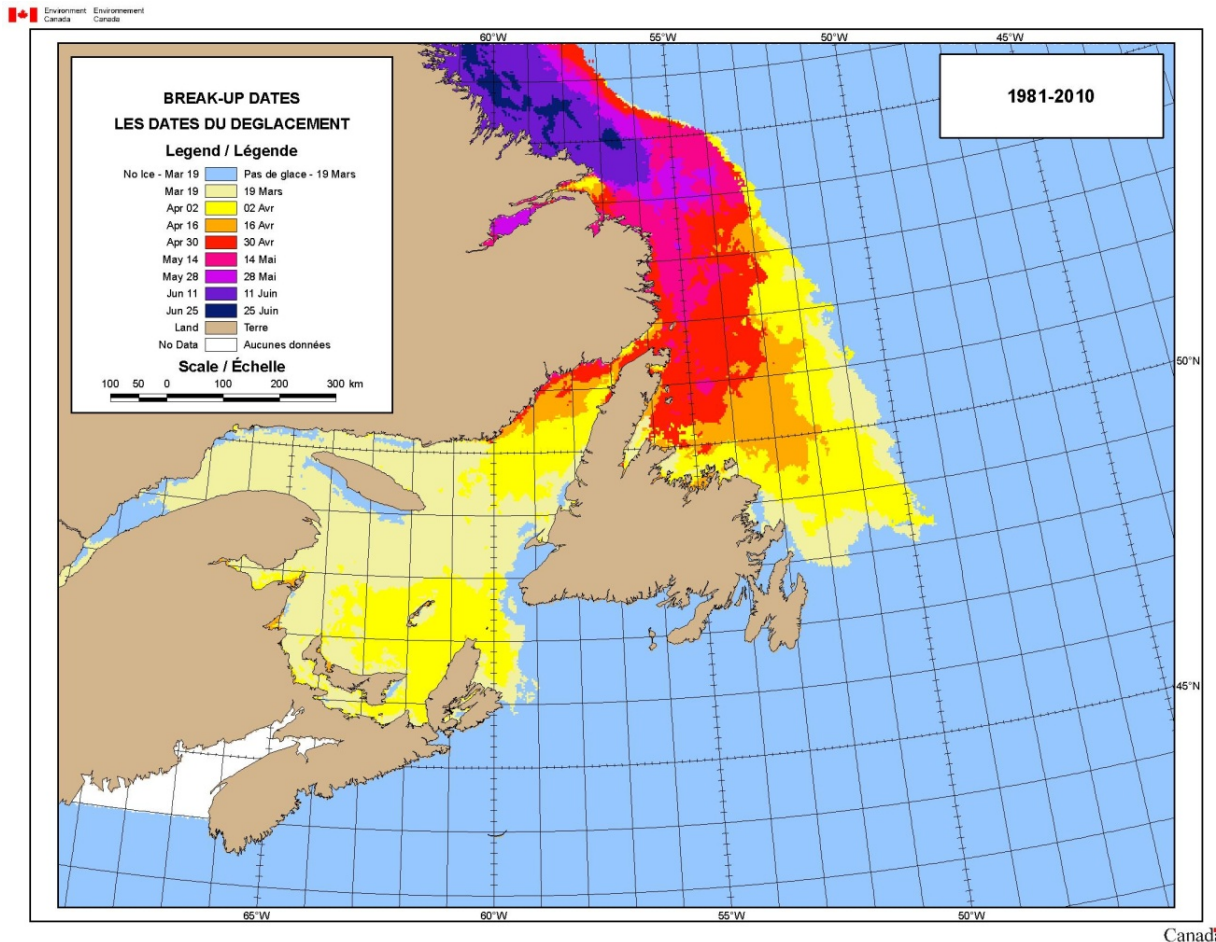 Environment Environnement
Canada Canada
60°W 55°W 50°W 45°W
BREAK-UP DATES
LES DATES DU DEGLACEMENT
Legend / Légende
No Ice - Mar 19 Pas de glace - 19 Mars
Mar 19 19 Mars
Apr 02 02 Avr
Apr 16 16 Avr
Apr 30 30 Avr
May 14 14 Mai
May 28 28 Mai
Jun 11 11 Juin
Jun 25 25 Juin
Land Terre
No Data Aucunes données
Scale / Échelle
100 50 0 100 200 300 km
1981-2010
50°N
45°N
65°W 60°W 55°W 50°W